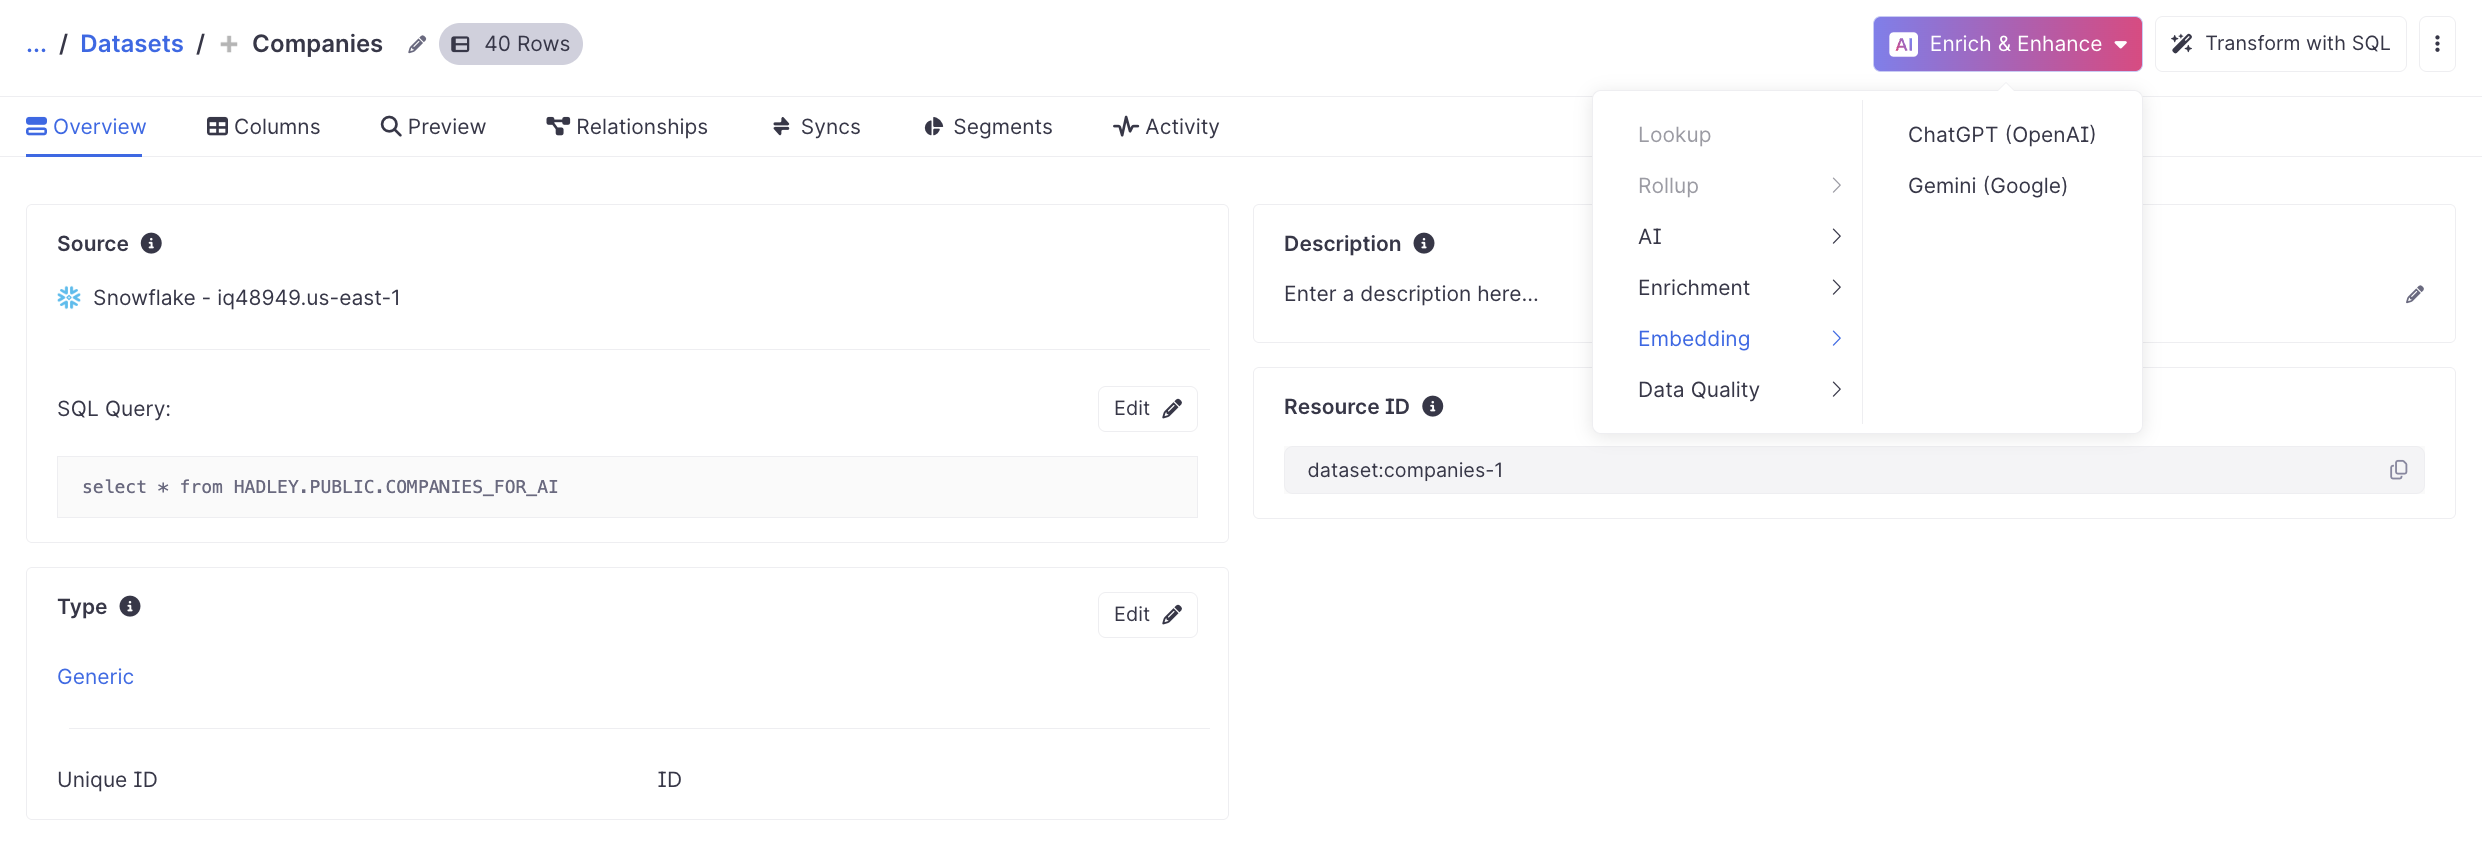 ... / Datasets / + Companies 40 Rows
AI Enrich & Enhance
Transform with SQL
Overview
Columns
Preview
Relationships
Syncs
Segments
Activity
Lookup
Rollup
AI
Enrichment
Embedding
Data Quality
ChatGPT (OpenAI)
Gemini (Google)
Source
Snowflake - iq48949.us-east-1
SQL Query:
Edit
select * from HADLEY.PUBLIC.COMPANIES_FOR_AI
Description
Enter a description here...
Resource ID
dataset:companies-1
Type
Edit
Generic
Unique ID
ID